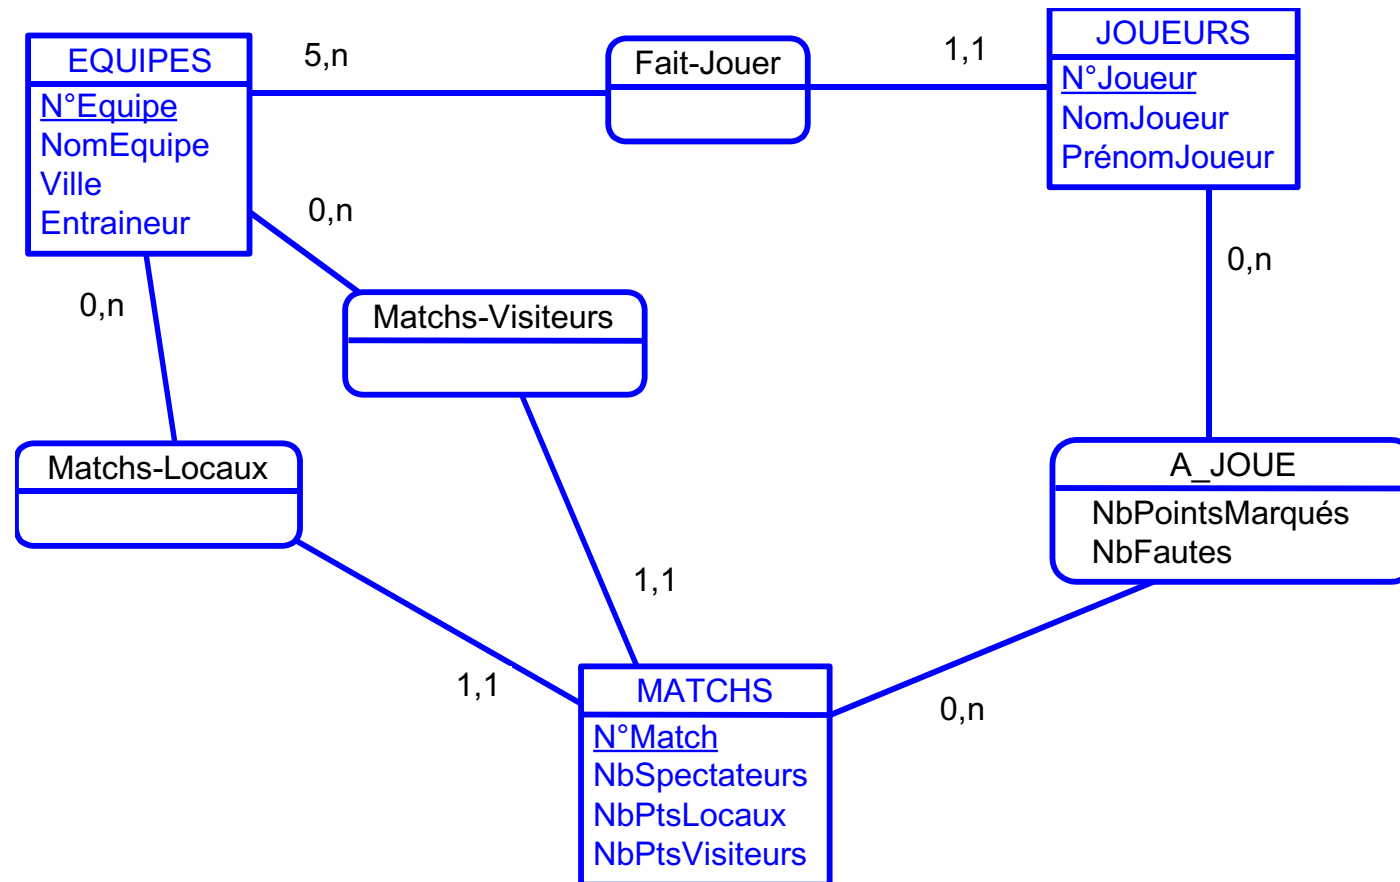 EQUIPES
N°Equipe
NomEquipe
Ville
Entraineur
5,n
Fait-Jouer
1,1
JOUEURS
N°Joueur
NomJoueur
PrénomJoueur
0,n
Matchs-Visiteurs
0,n
Matchs-Locaux
0,n
A_JOUE
NbPointsMarqués
NbFautes
1,1
1,1
MATCHS
N°Match
NbSpectateurs
NbPtsLocaux
NbPtsVisiteurs
0,n